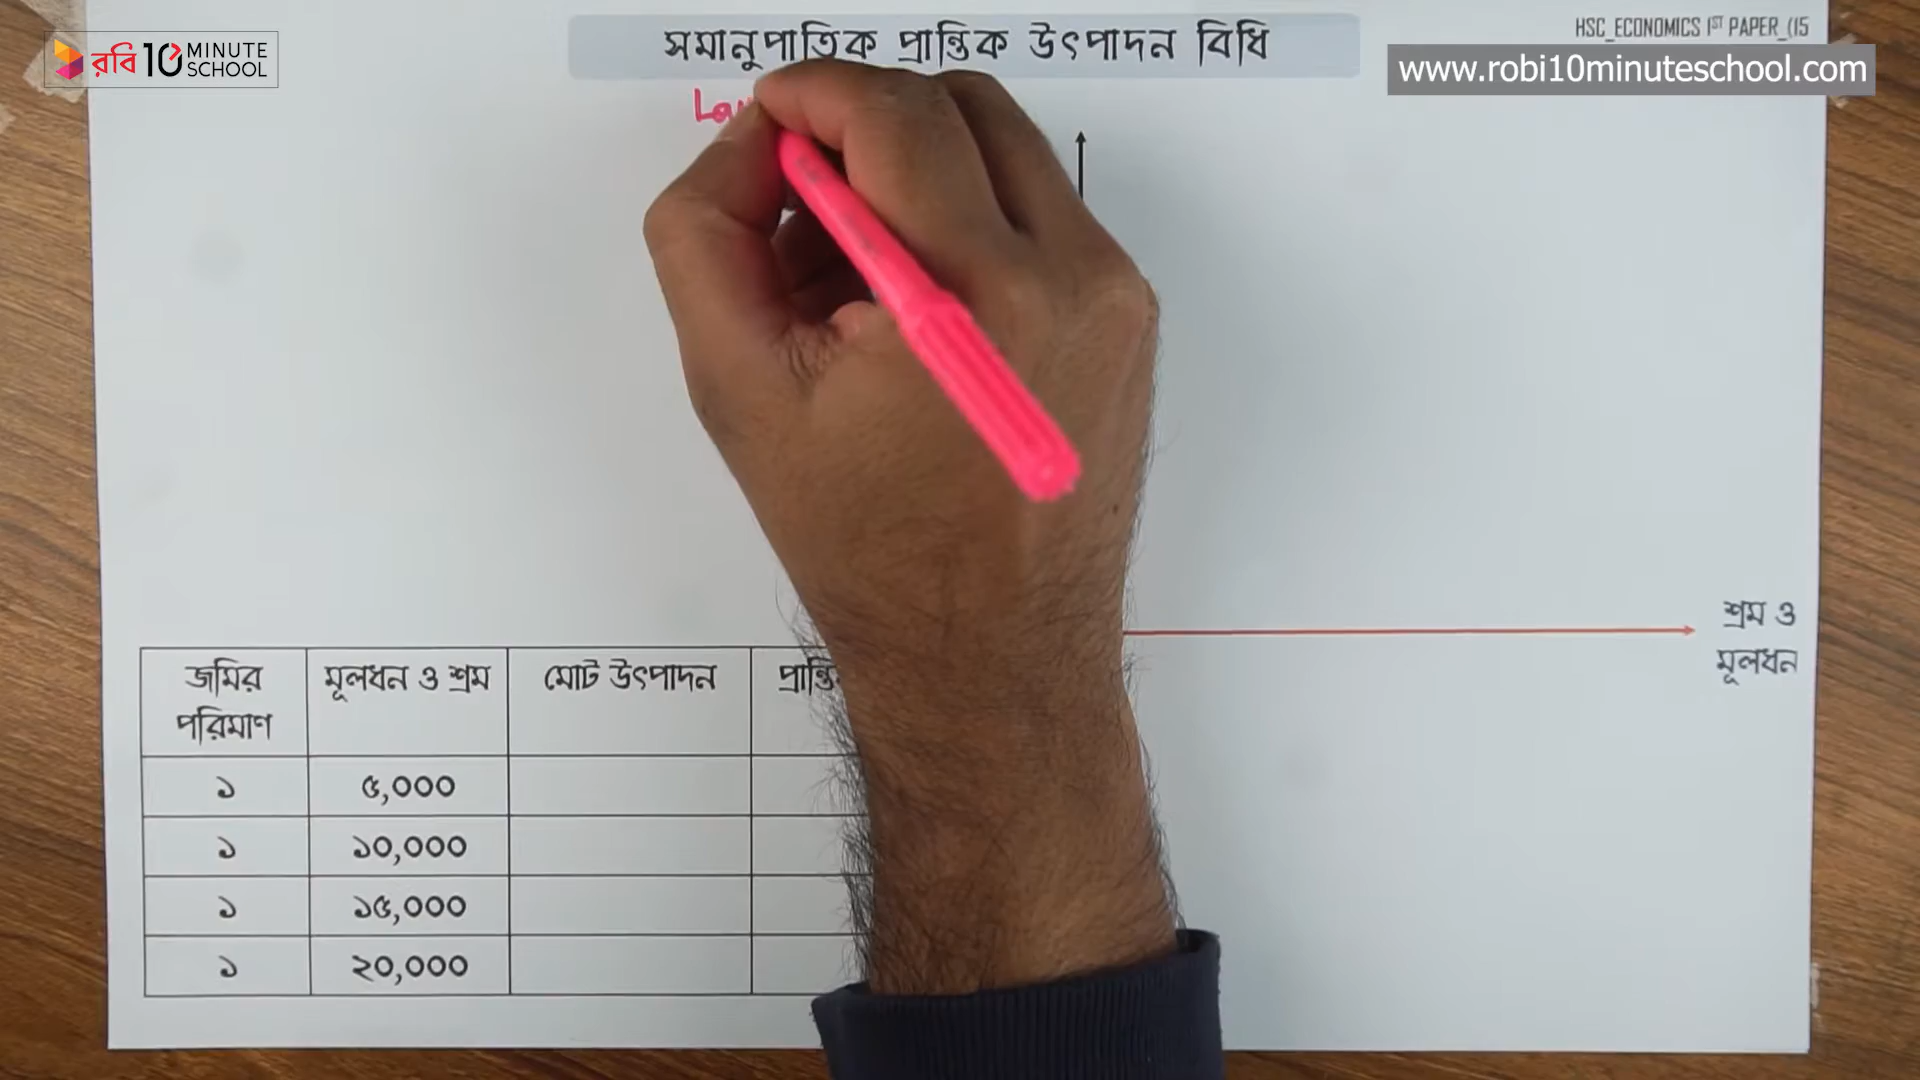 রবি 10 MINUTE SCHOOL
সমানুপাতিক প্রান্তিক উৎপাদন বিধি
HSC_ECONOMICS 1ST PAPER_(15
www.robi10minuteschool.com
শ্রম ও
মূলধন
জমির পরিমাণ মূলধন ও শ্রম মোট উৎপাদন
১ ৫,০০০
১ ১০,০০০
১ ১৫,০০০
১ ২০,০০০